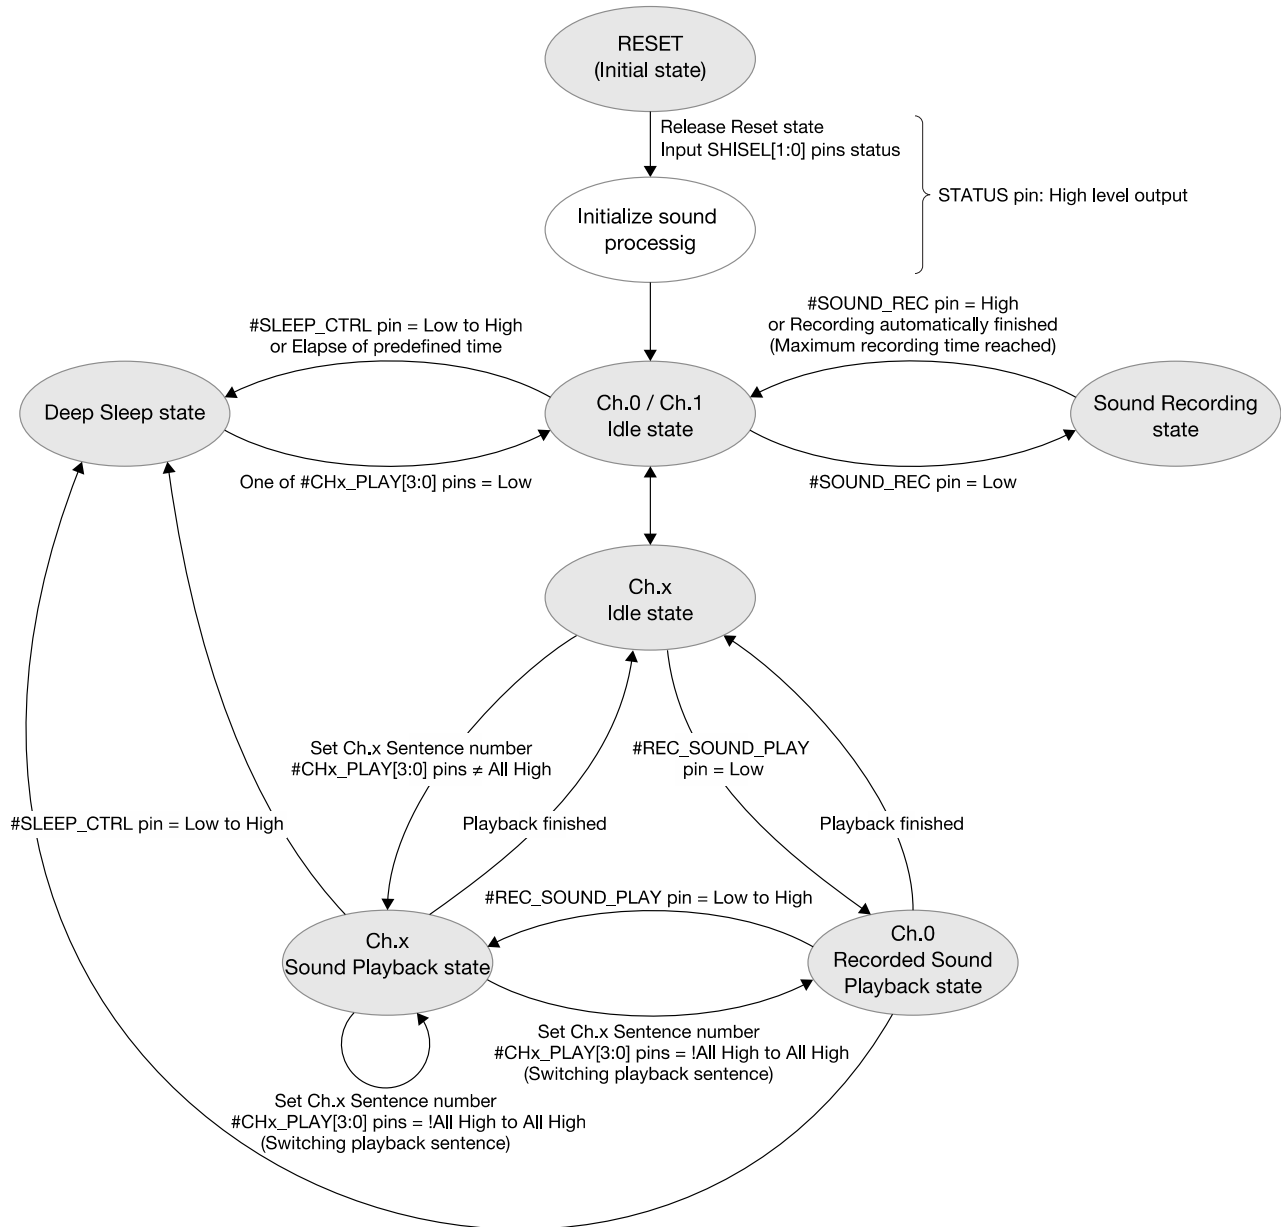 RESET
(Initial state)
Release Reset state
Input SHISEL[1:0] pins status
STATUS pin: High level output
Initialize sound
processig
#SLEEP_CTRL pin = Low to High
or Elapse of predefined time
#SOUND_REC pin = High
or Recording automatically finished
(Maximum recording time reached)
Deep Sleep state
Ch.0 / Ch.1
Idle state
Sound Recording
state
One of #CHx_PLAY[3:0] pins = Low
#SOUND_REC pin = Low
Ch.x
Idle state
Set Ch.x Sentence number
#CHx_PLAY[3:0] pins ≠ All High
#REC_SOUND_PLAY
pin = Low
#SLEEP_CTRL pin = Low to High
Playback finished
Playback finished
#REC_SOUND_PLAY pin = Low to High
Ch.x
Sound Playback state
Ch.0
Recorded Sound
Playback state
Set Ch.x Sentence number
#CHx_PLAY[3:0] pins = !All High to All High
(Switching playback sentence)
Set Ch.x Sentence number
#CHx_PLAY[3:0] pins = !All High to All High
(Switching playback sentence)